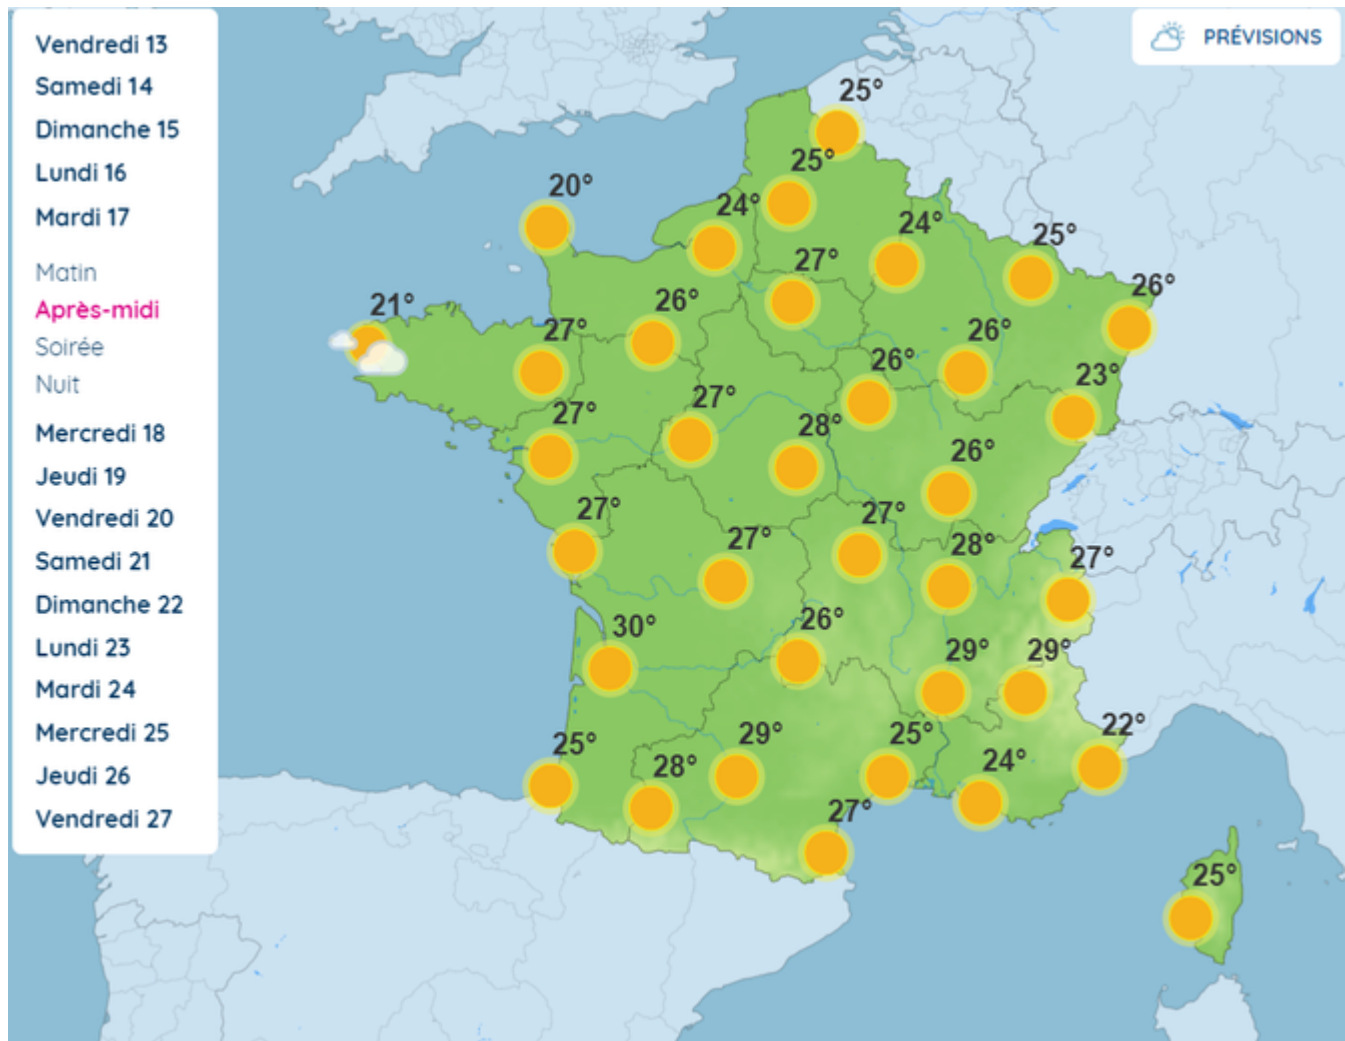 Vendredi 13
Samedi 14
Dimanche 15
Lundi 16
Mardi 17
Matin
Après-midi
Soirée
Nuit
Mercredi 18
Jeudi 19
Vendredi 20
Samedi 21
Dimanche 22
Lundi 23
Mardi 24
Mercredi 25
Jeudi 26
Vendredi 27
PRÉVISIONS
25°
25°
20°
24°
24°
25°
27°
26°
21°
26°
27°
26°
26°
23°
27°
27°
28°
26°
27°
27°
27°
28°
27°
30°
26°
29°
29°
25°
28°
29°
25°
24°
22°
27°
25°